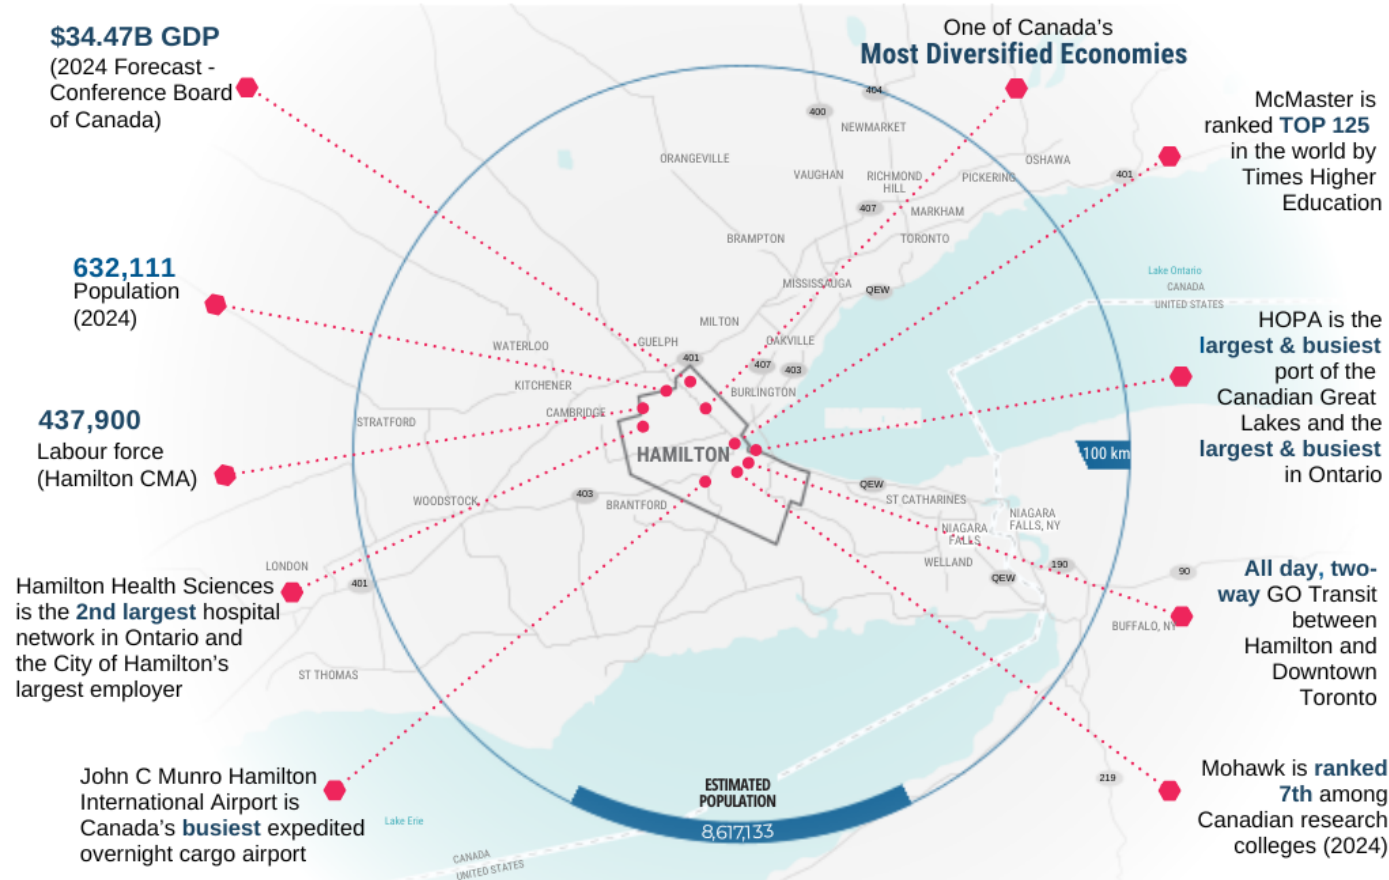 $34.47B GDP
(2024 Forecast -
Conference Board
of Canada)
One of Canada's
Most Diversified Economies
McMaster is
ranked TOP 125
in the world by
Times Higher
Education
632,111
Population
(2024)
437,900
Labour force
(Hamilton CMA)
HOPA is the
largest & busiest
port of the
Canadian Great
Lakes and the
largest & busiest
in Ontario
Hamilton Health Sciences
is the 2nd largest hospital
network in Ontario and
the City of Hamilton's
largest employer
All day, two-
way GO Transit
between
Hamilton and
Downtown
Toronto
John C Munro Hamilton
International Airport is
Canada's busiest expedited
overnight cargo airport
Mohawk is ranked
7th among
Canadian research
colleges (2024)
404
400
NEWMARKET
ORANGEVILLE
OSHAWA
VAUGHAN
RICHMOND
HILL
PICKERING
401
407
MARKHAM
BRAMPTON
TORONTO
Lake Ontario
CANADA
UNITED STATES
MISSISSAUGA
QEW
MILTON
WATERLOO
GUELPH
OAKVILLE
401
407
403
KITCHENER
BURLINGTON
CAMBRIDGE
STRATFORD
HAMILTON
100 km
QEW
WOODSTOCK
403
BRANTFORD
ST CATHARINES
NIAGARA
FALLS, NY
NIAGARA
FALLS
WELLAND
LONDON
401
190
90
QEW
BUFFALO, NY
ST THOMAS
219
ESTIMATED
POPULATION
8,617,133
Lake Erie
CANADA
UNITED STATES